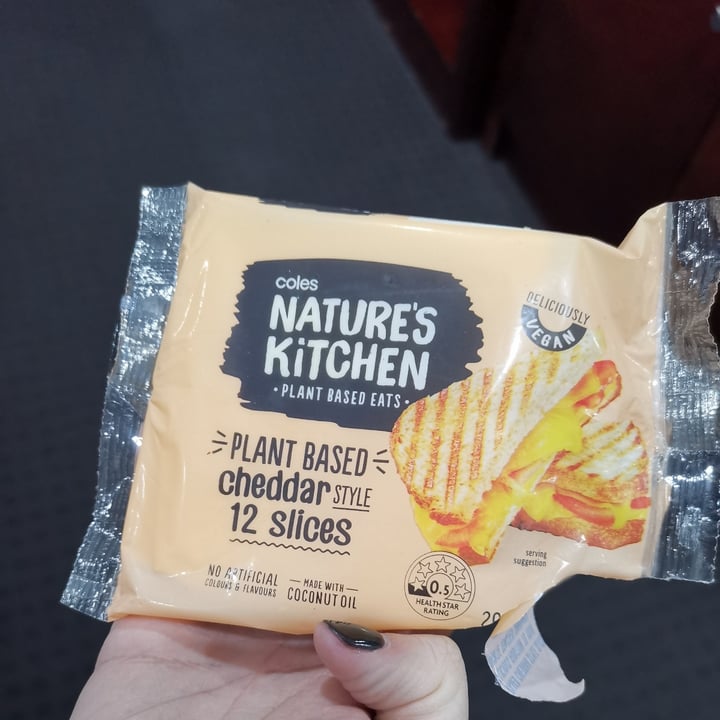 coles
NATURE'S
KITCHEN
• PLANT BASED EATS •
DELICIOUSLY
VEGAN
PLANT BASED
cheddar STYLE
12 slices
serving
suggestion
NO ARTIFICIAL
COLOURS & FLAVOURS
MADE WITH
COCONUT OIL
0.5
HEALTH STAR
RATING
20